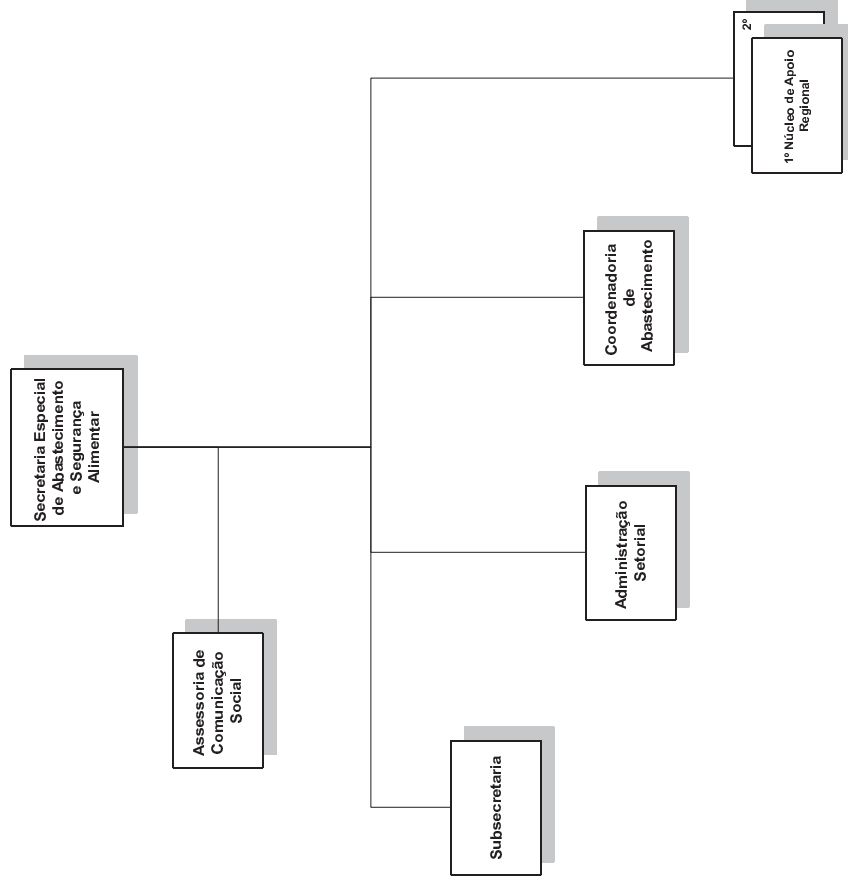 Secretaria Especial
de Abastecimento
e Segurança
Alimentar
Assessoria de
Comunicação
Social
Subsecretaria
Administração
Setorial
Coordenadoria
de
Abastecimento
2º
1º Núcleo de Apoio
Regional